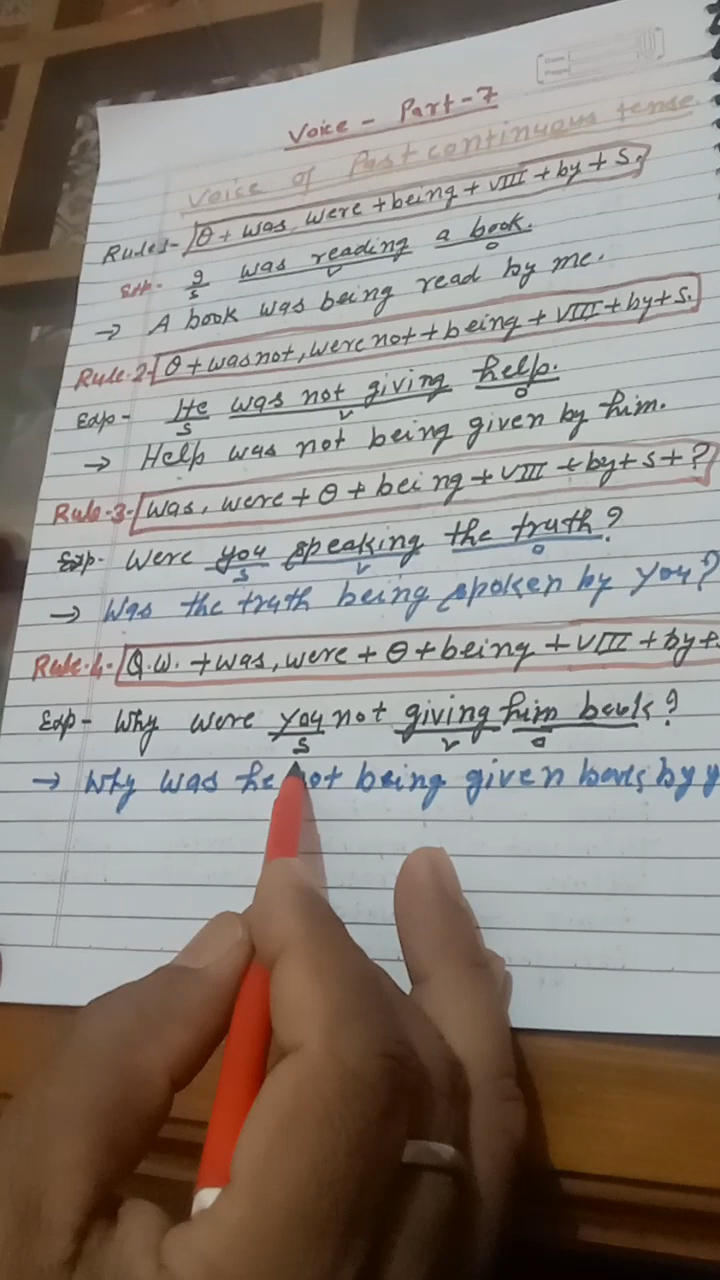 Voice - Part-7
Voice of Past continuous tense.
Rule1- O+ was, were +being + VIII + by + S.
Exp- I was reading a book.
S V O
→ A book was being read by me.
Rule-2- O + was not, were not + being + VIII + by + S.
Exp- He was not giving help.
S V O
→ Help was not being given by him.
Rule-3- Was, were + O + being + VIII + by + S + ?
Exp- Were you speaking the truth?
S V O
→ Was the truth being spoken by you?
Rule-4- Q.W. + was, were + O + being + VIII + by +
Exp- Why were you not giving him books?
S V O
→ Why was he not being given books by y